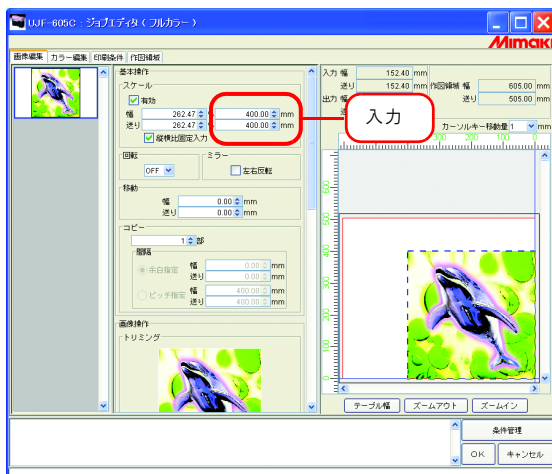 UJF-605C : ジョブエディタ ( フルカラー )
Mimaki
画像編集 カラー編集 印刷条件 作図領域
基本操作
スケール
有効
幅 262.47 % 400.00 mm
送り 262.47 % 400.00 mm
縦横比固定入力
回転
OFF
ミラー
左右反転
移動
幅 0.00 mm
送り 0.00 mm
コピー
1 部
間隔
余白指定 幅 0.00 mm
送り 0.00 mm
ピッチ指定 幅 400.00 mm
送り 400.00 mm
画像操作
トリミング
入力
入力 幅 152.40 mm
送り 152.40 mm
作図領域 幅 605.00 mm
送り 505.00 mm
出力 幅
カーソルキー移動量 1 mm
300 200 100 0
テーブル幅 ズームアウト ズームイン
条件管理
OK キャンセル